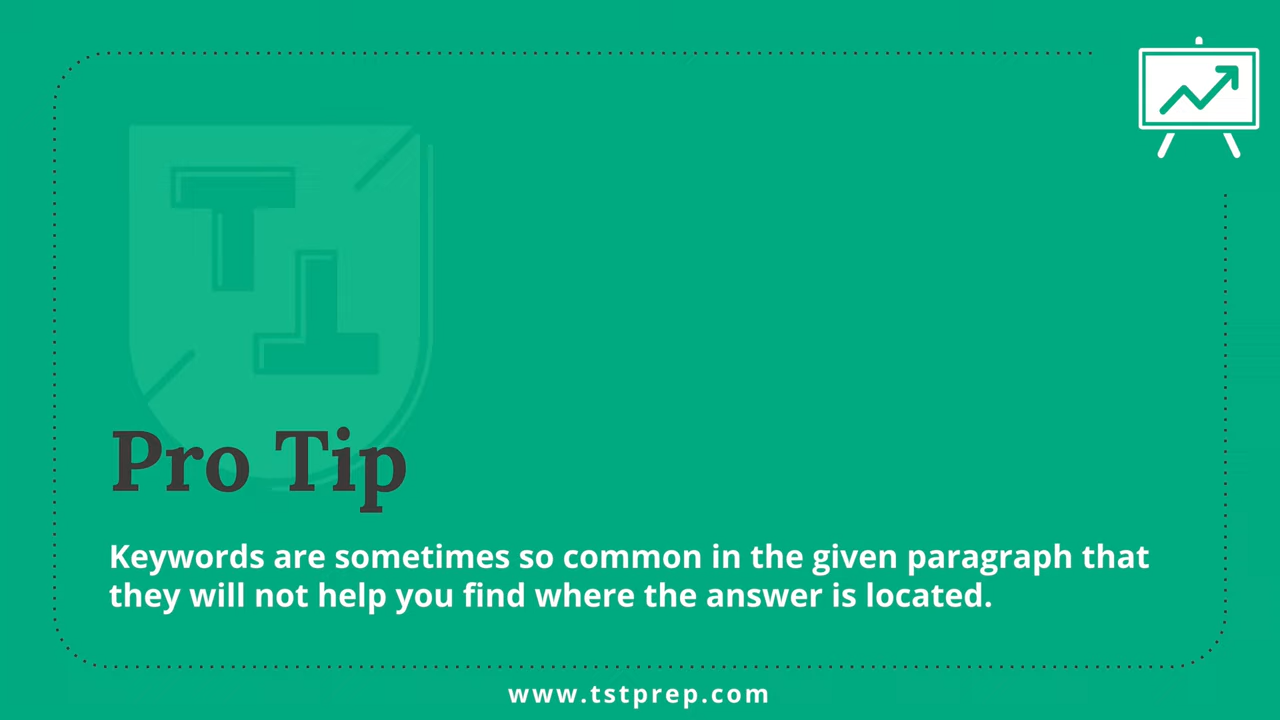 Pro Tip
Keywords are sometimes so common in the given paragraph that
they will not help you find where the answer is located.
www.tstprep.com